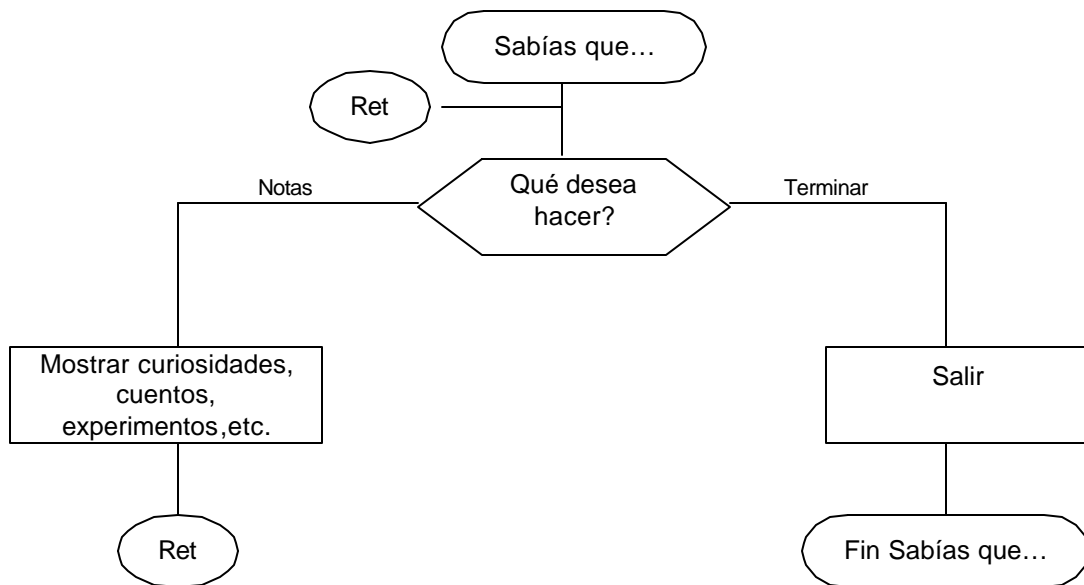 Sabías que…
Ret
Qué desea
hacer?
Notas
Terminar
Mostrar curiosidades,
cuentos,
experimentos,etc.
Salir
Ret
Fin Sabías que…